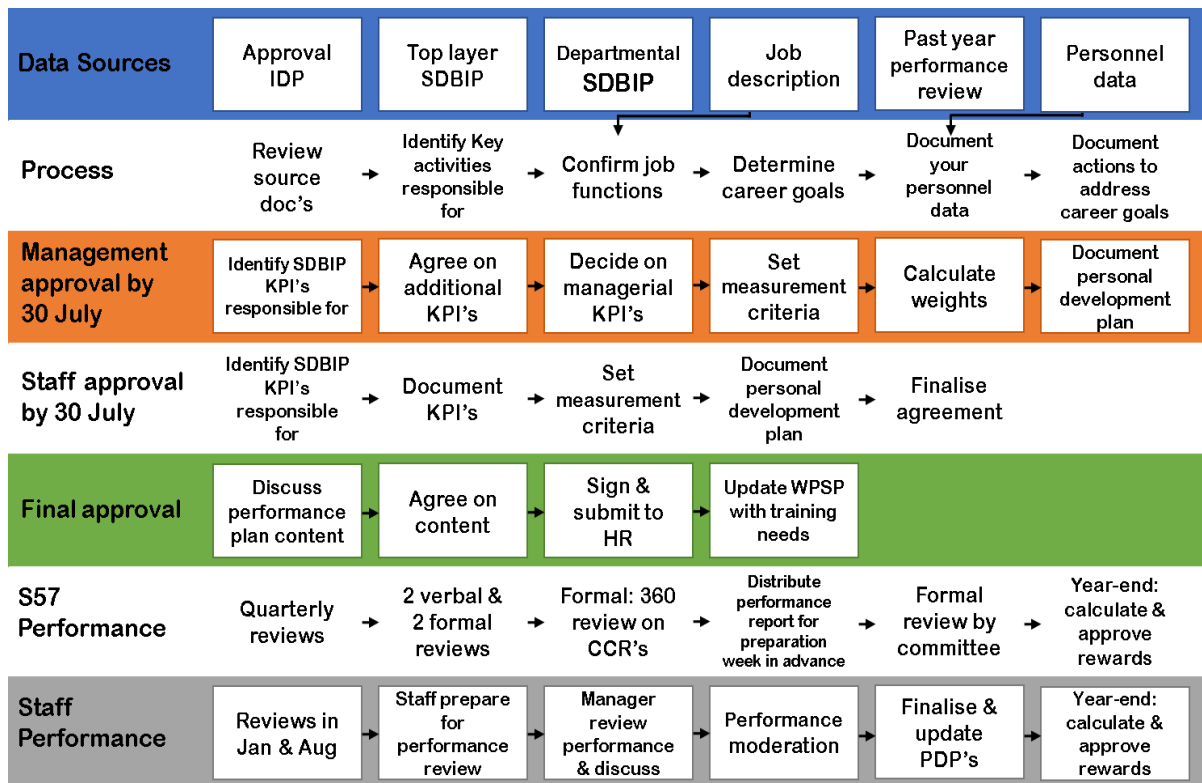 Data Sources
Approval
IDP
Top layer
SDBIP
Departmental
SDBIP
Job
description
Past year
performance
review
Personnel
data
Process
Review
source
doc's
Identify Key
activities
responsible
for
Confirm job
functions
Determine
career goals
Document
your
personnel
data
Document
actions to
address
career goals
Management
approval by
30 July
Identify SDBIP
KPI's
responsible for
Agree on
additional
KPI's
Decide on
managerial
KPI's
Set
measurement
criteria
Calculate
weights
Document
personal
development
plan
Staff approval
by 30 July
Identify SDBIP
KPI's
responsible
for
Document
KPI's
Set
measurement
criteria
Document
personal
development
plan
Finalise
agreement
Final approval
Discuss
performance
plan content
Agree on
content
Sign &
submit to
HR
Update WPSP
with training
needs
S57
Performance
Quarterly
reviews
2 verbal &
2 formal
reviews
Formal: 360
review on
CCR's
Distribute
performance
report for
preparation
week in advance
Formal
review by
committee
Year-end:
calculate &
approve
rewards
Staff
Performance
Reviews in
Jan & Aug
Staff prepare
for
performance
review
Manager
review
performance
& discuss
Performance
moderation
Finalise &
update
PDP's
Year-end:
calculate &
approve
rewards